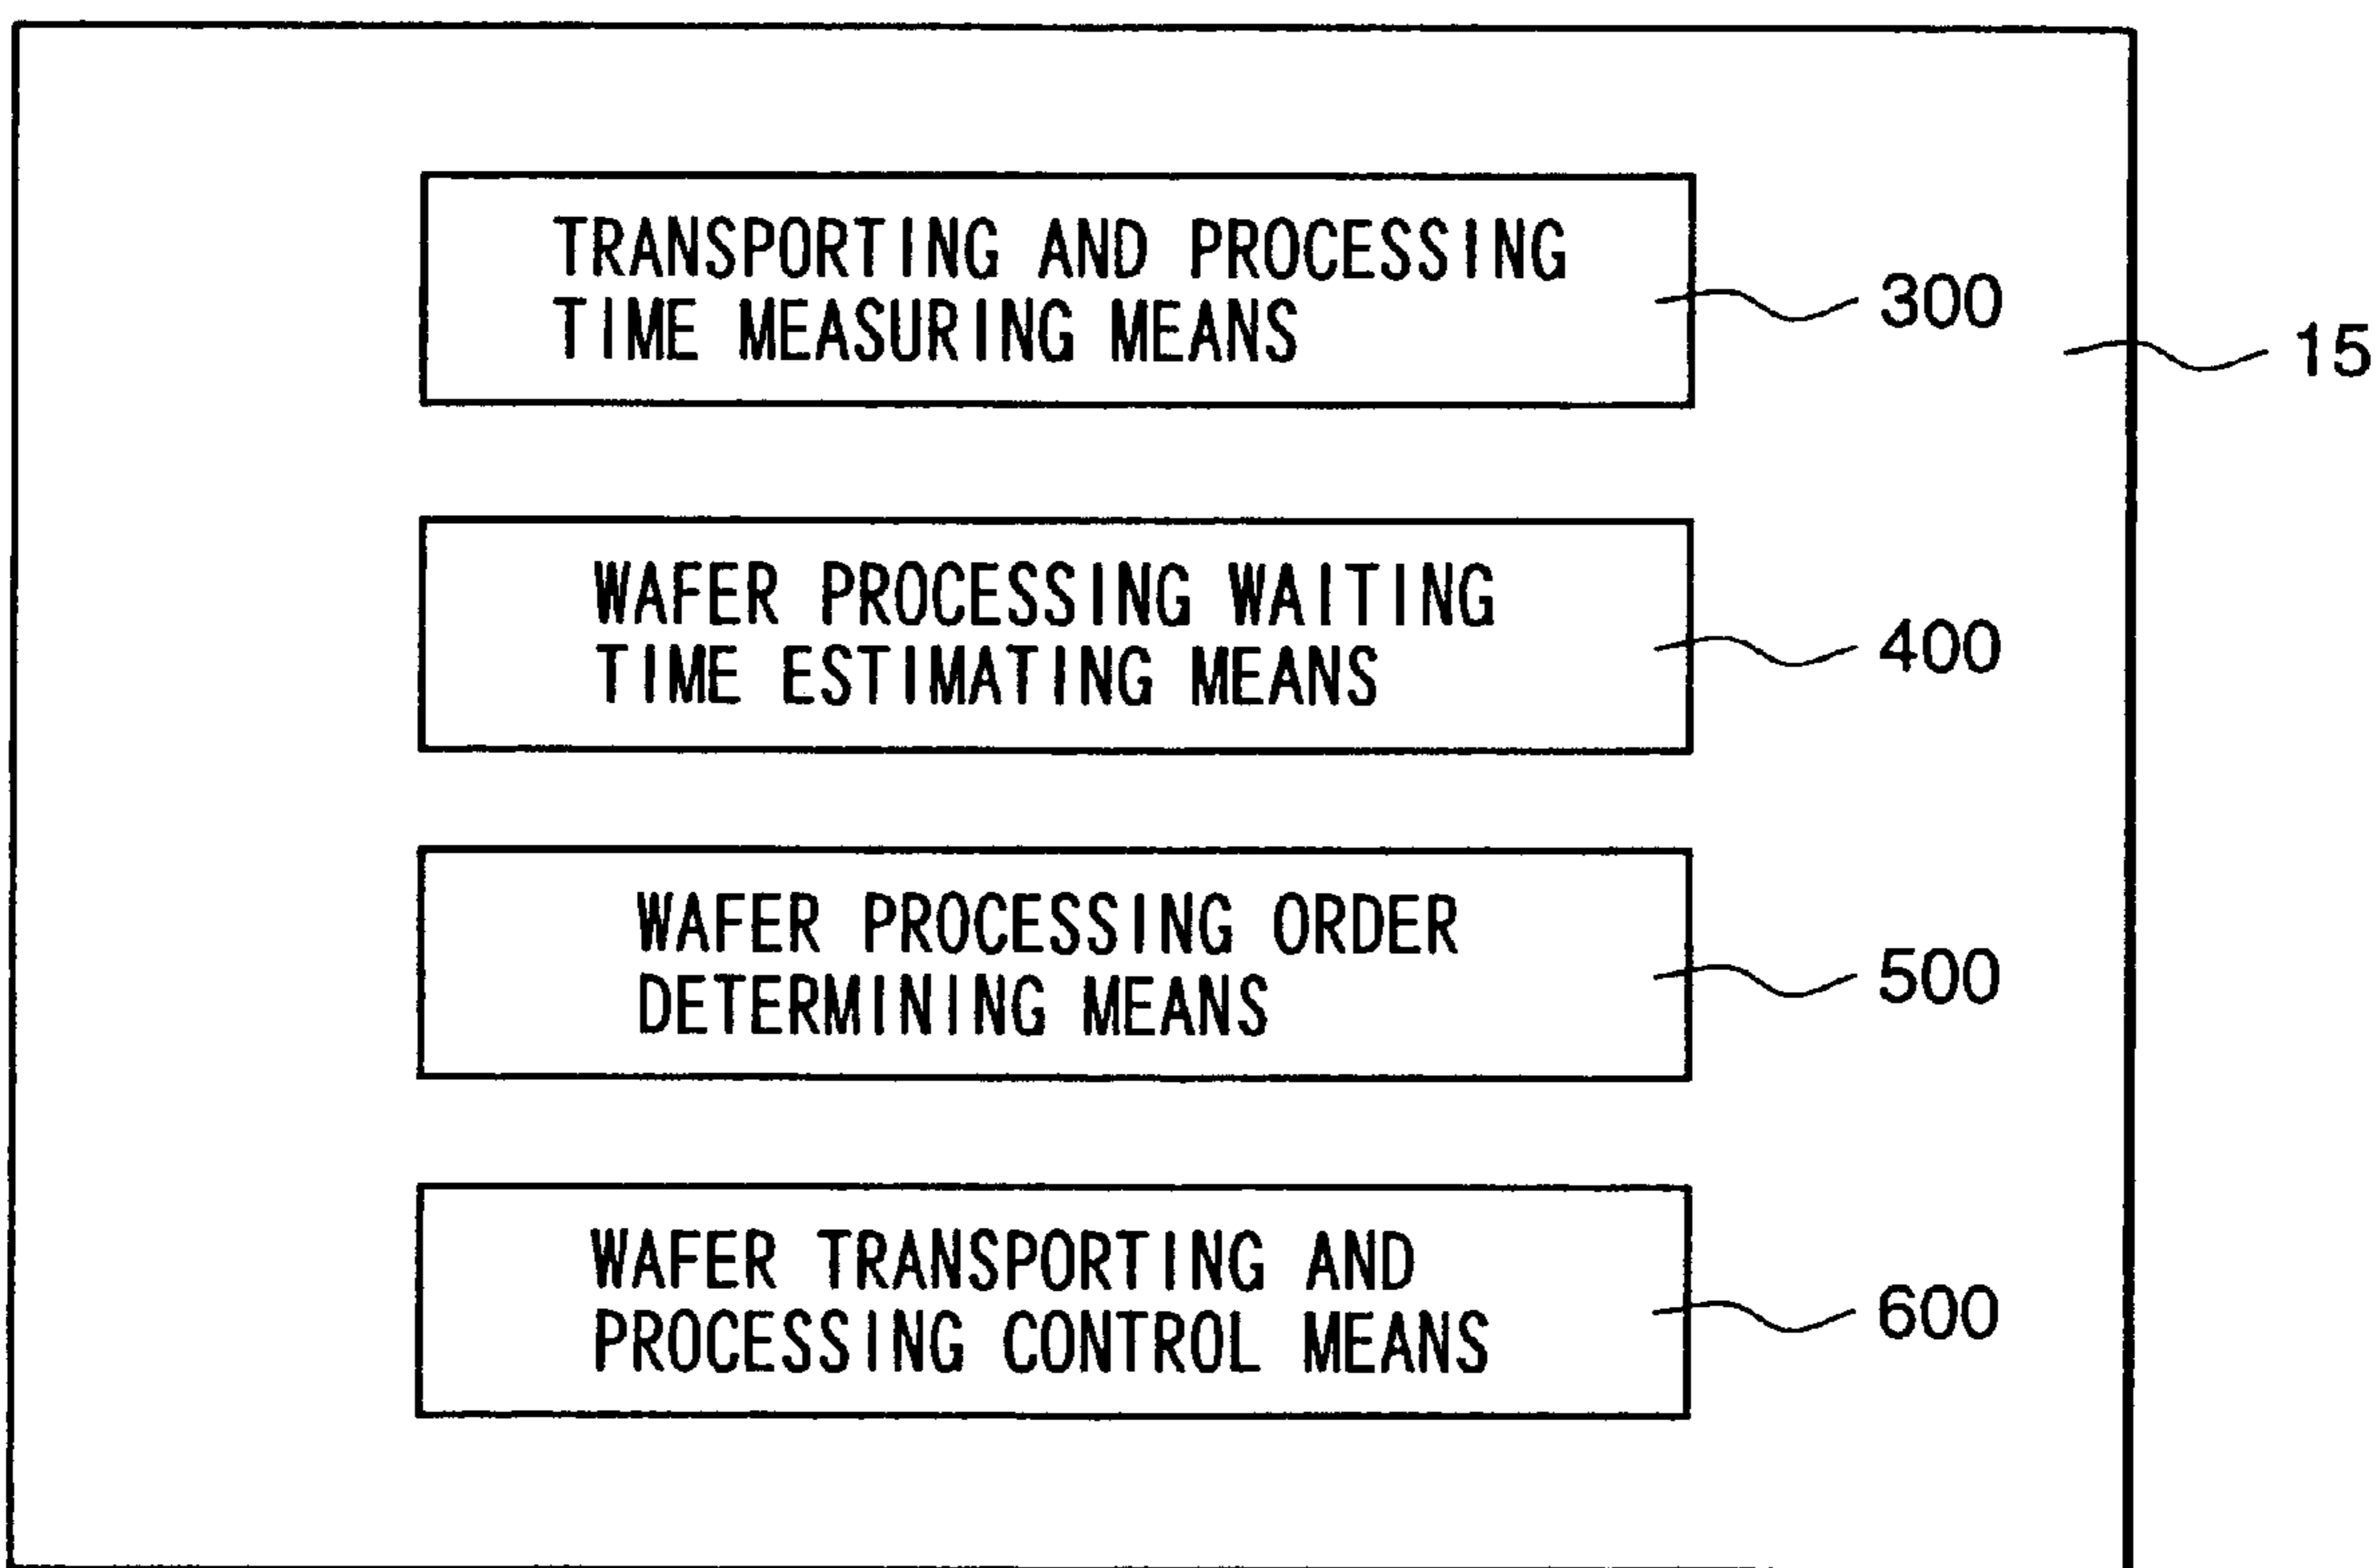 TRANSPORTING AND PROCESSING
TIME MEASURING MEANS
300
15
WAFER PROCESSING WAITING
TIME ESTIMATING MEANS
400
WAFER PROCESSING ORDER
DETERMINING MEANS
500
WAFER TRANSPORTING AND
PROCESSING CONTROL MEANS
600